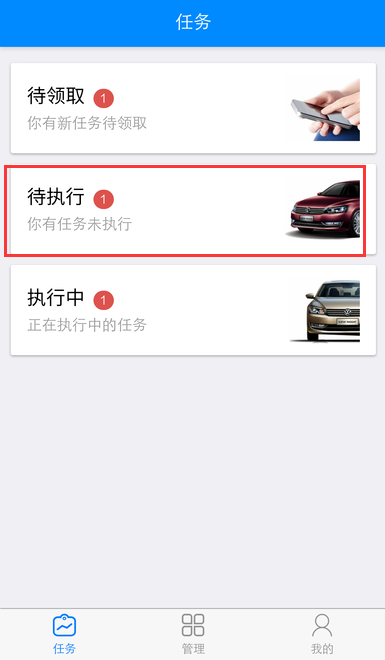 任务
待领取 1
你有新任务待领取
待执行 1
你有任务未执行
执行中 1
正在执行中的任务
任务 管理 我的